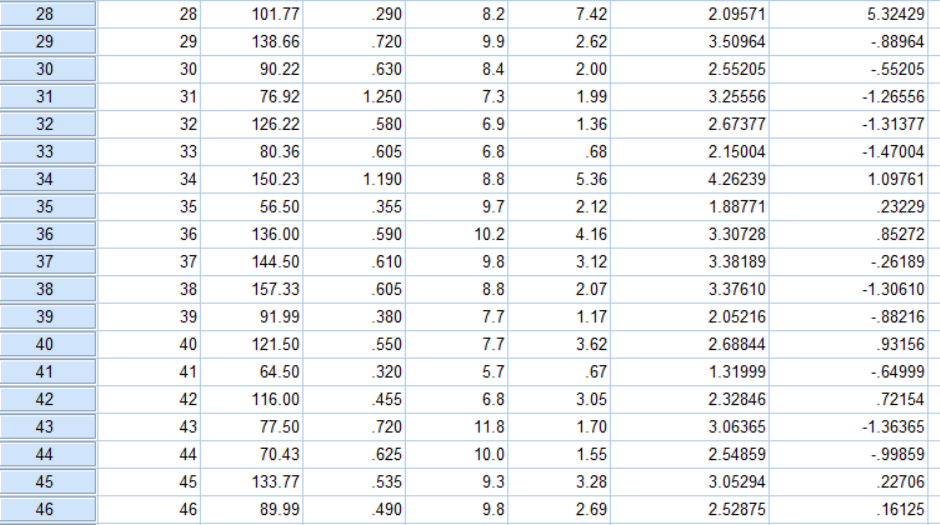 28 28 101.77 .290 8.2 7.42 2.09571 5.32429
29 29 138.66 .720 9.9 2.62 3.50964 -.88964
30 30 90.22 .630 8.4 2.00 2.55205 -.55205
31 31 76.92 1.250 7.3 1.99 3.25556 -1.26556
32 32 126.22 .580 6.9 1.36 2.67377 -1.31377
33 33 80.36 .605 6.8 .68 2.15004 -1.47004
34 34 150.23 1.190 8.8 5.36 4.26239 1.09761
35 35 56.50 .355 9.7 2.12 1.88771 .23229
36 36 136.00 .590 10.2 4.16 3.30728 .85272
37 37 144.50 .610 9.8 3.12 3.38189 -.26189
38 38 157.33 .605 8.8 2.07 3.37610 -1.30610
39 39 91.99 .380 7.7 1.17 2.05216 -.88216
40 40 121.50 .550 7.7 3.62 2.68844 .93156
41 41 64.50 .320 5.7 .67 1.31999 -.64999
42 42 116.00 .455 6.8 3.05 2.32846 .72154
43 43 77.50 .720 11.8 1.70 3.06365 -1.36365
44 44 70.43 .625 10.0 1.55 2.54859 -.99859
45 45 133.77 .535 9.3 3.28 3.05294 .22706
46 46 89.99 .490 9.8 2.69 2.52875 .16125